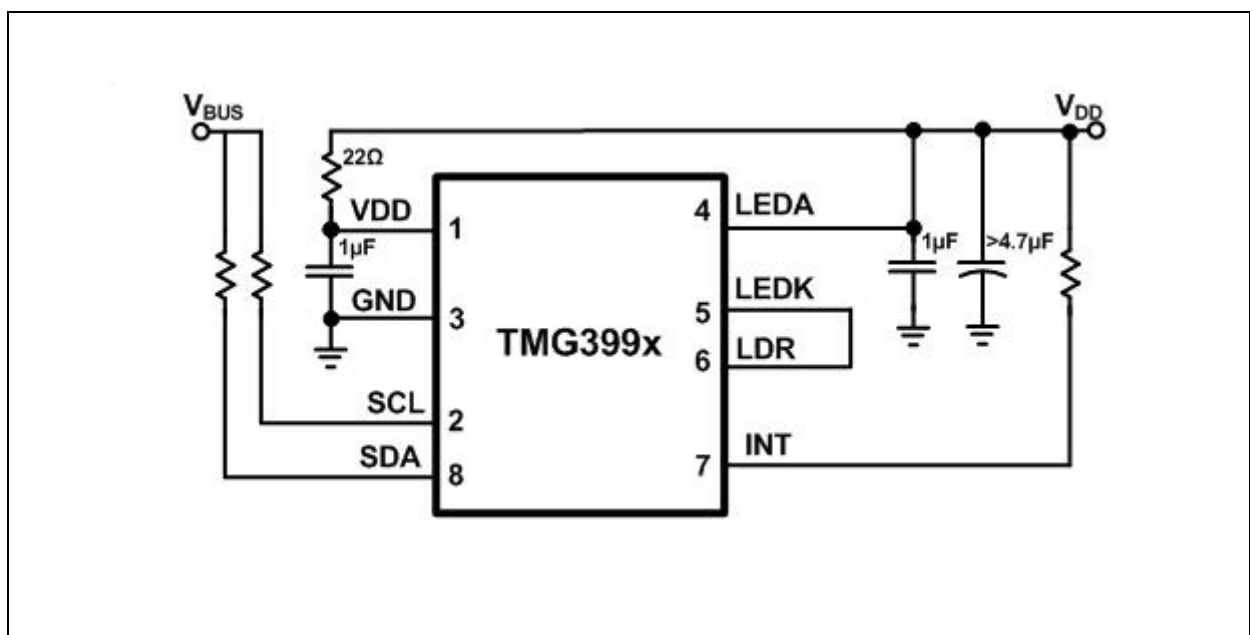 VBUS
VDD
22Ω
VDD
1
4
LEDA
1µF
1µF
>4.7µF
GND
3
LEDK
5
TMG399x
6
LDR
SCL
2
SDA
8
7
INT